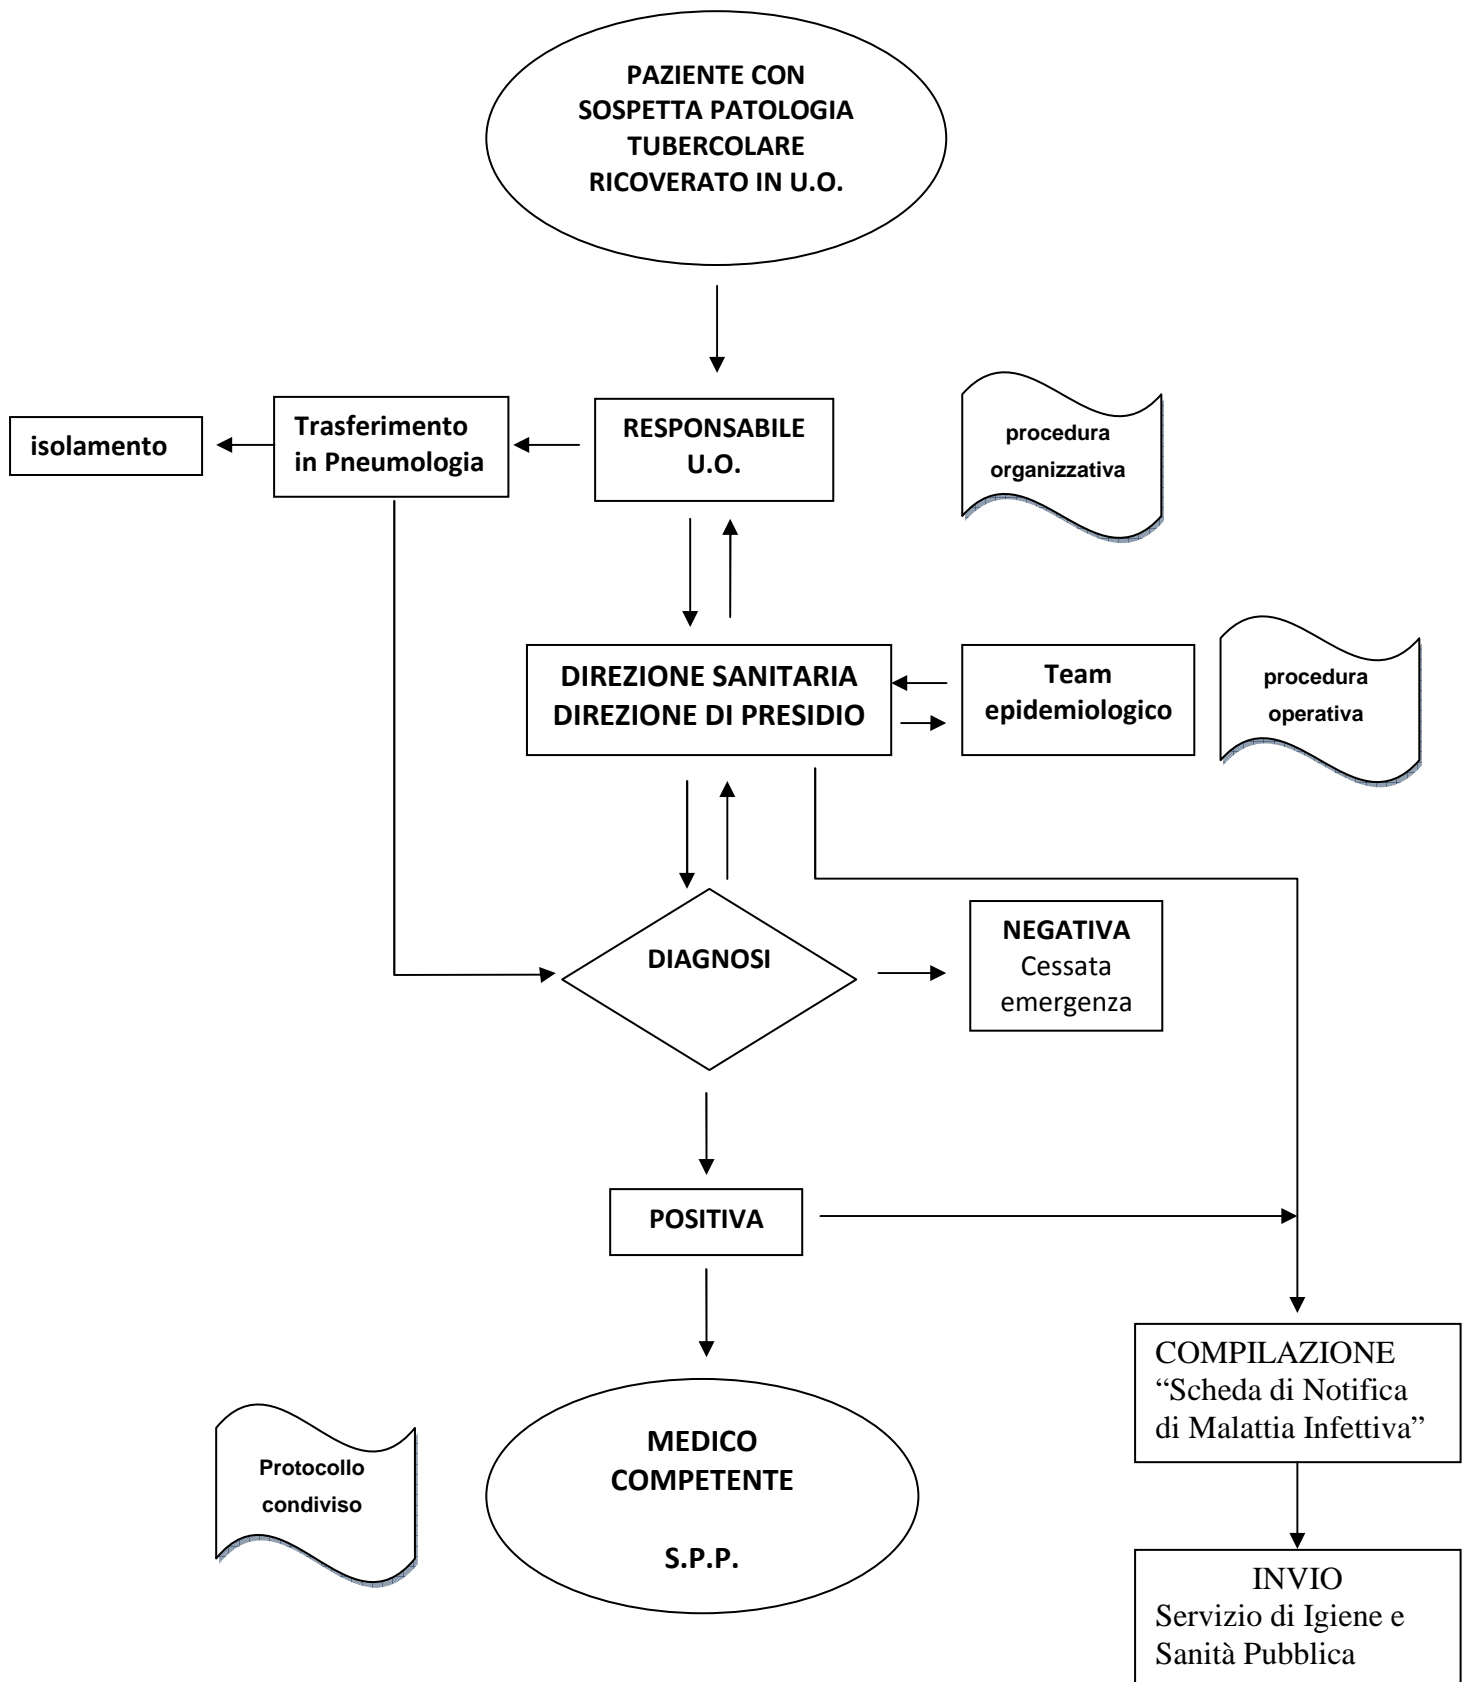 PAZIENTE CON
SOSPETTA PATOLOGIA
TUBERCOLARE
RICOVERATO IN U.O.
isolamento
Trasferimento
in Pneumologia
RESPONSABILE
U.O.
procedura
organizzativa
DIREZIONE SANITARIA
DIREZIONE DI PRESIDIO
Team
epidemiologico
procedura
operativa
DIAGNOSI
NEGATIVA
Cessata
emergenza
POSITIVA
COMPILAZIONE
“Scheda di Notifica
di Malattia Infettiva”
Protocollo
condiviso
MEDICO
COMPETENTE
S.P.P.
INVIO
Servizio di Igiene e
Sanità Pubblica